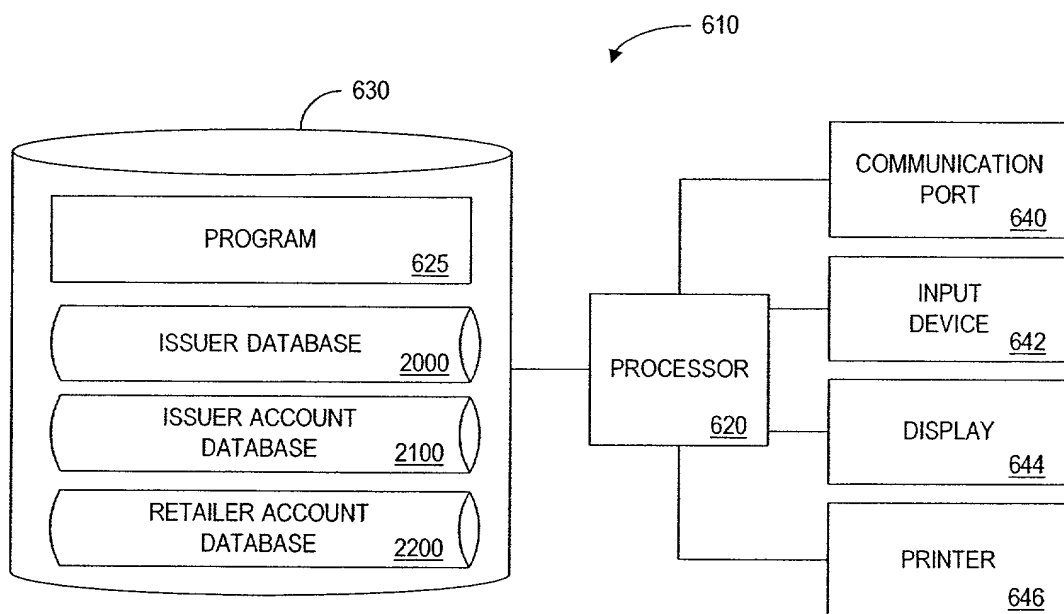 610
630
PROGRAM
625
ISSUER DATABASE
2000
ISSUER ACCOUNT
DATABASE
2100
RETAILER ACCOUNT
DATABASE
2200
PROCESSOR
620
COMMUNICATION
PORT
640
INPUT
DEVICE
642
DISPLAY
644
PRINTER
646